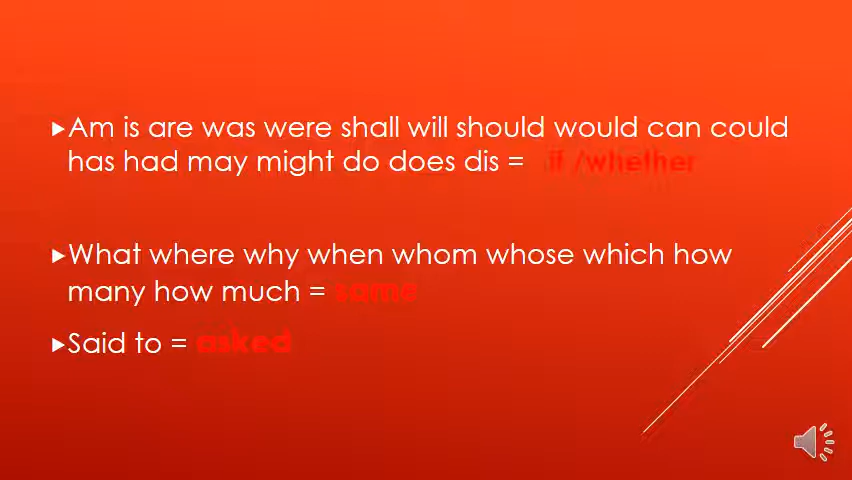 Am is are was were shall will should would can could
has had may might do does dis = if /whether
What where why when whom whose which how
many how much = same
Said to = asked